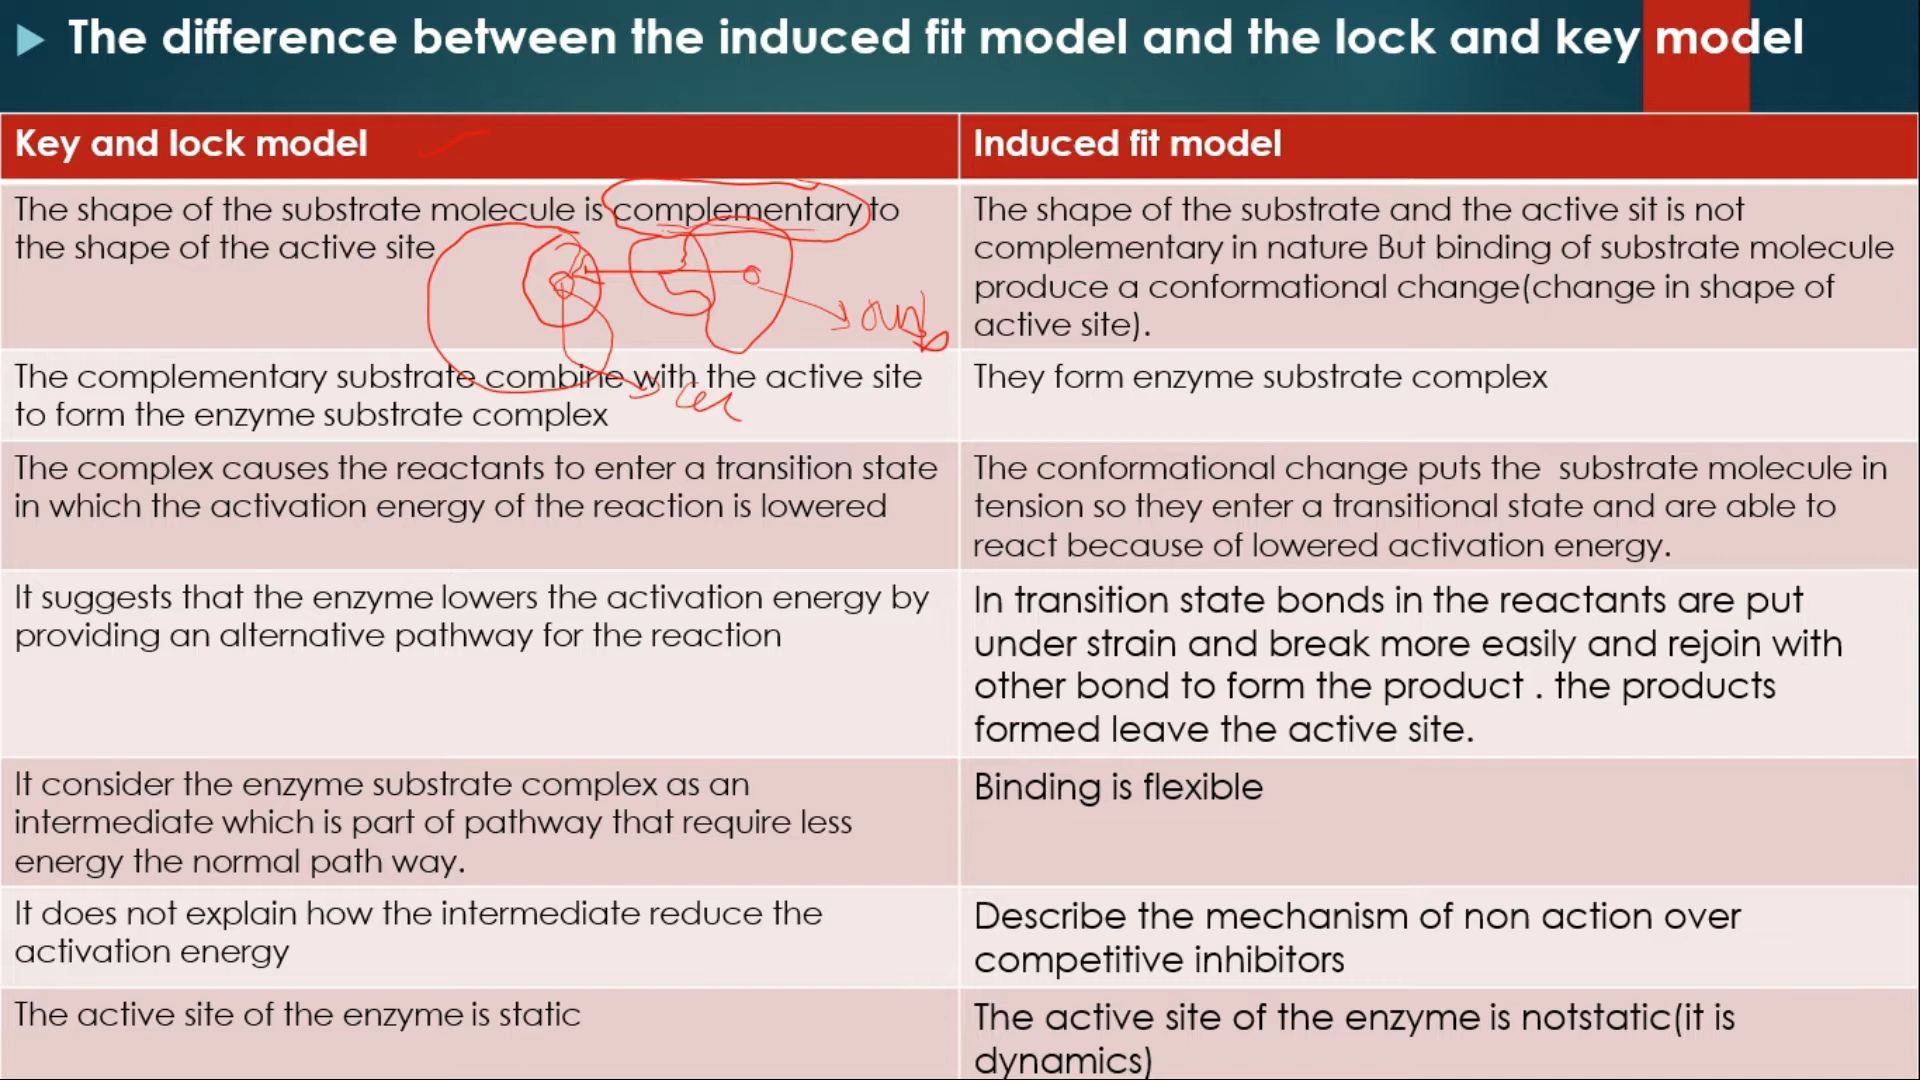 The difference between the induced fit model and the lock and key model
Key and lock model
Induced fit model
The shape of the substrate molecule is complementary to
the shape of the active site
The shape of the substrate and the active sit is not
complementary in nature But binding of substrate molecule
produce a conformational change(change in shape of
active site).
The complementary substrate combine with the active site
to form the enzyme substrate complex
They form enzyme substrate complex
The complex causes the reactants to enter a transition state
in which the activation energy of the reaction is lowered
The conformational change puts the substrate molecule in
tension so they enter a transitional state and are able to
react because of lowered activation energy.
It suggests that the enzyme lowers the activation energy by
providing an alternative pathway for the reaction
In transition state bonds in the reactants are put
under strain and break more easily and rejoin with
other bond to form the product . the products
formed leave the active site.
It consider the enzyme substrate complex as an
intermediate which is part of pathway that require less
energy the normal path way.
Binding is flexible
It does not explain how the intermediate reduce the
activation energy
Describe the mechanism of non action over
competitive inhibitors
The active site of the enzyme is static
The active site of the enzyme is notstatic(it is
dynamics)